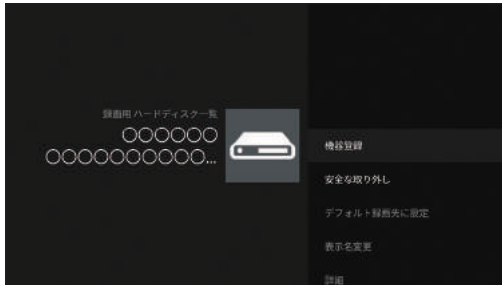 録画用 ハードディスク一覧
○○○○○○
○○○○○○○○○○...
機器登録
安全な取り外し
デフォルト録画先に設定
表示名変更
詳細